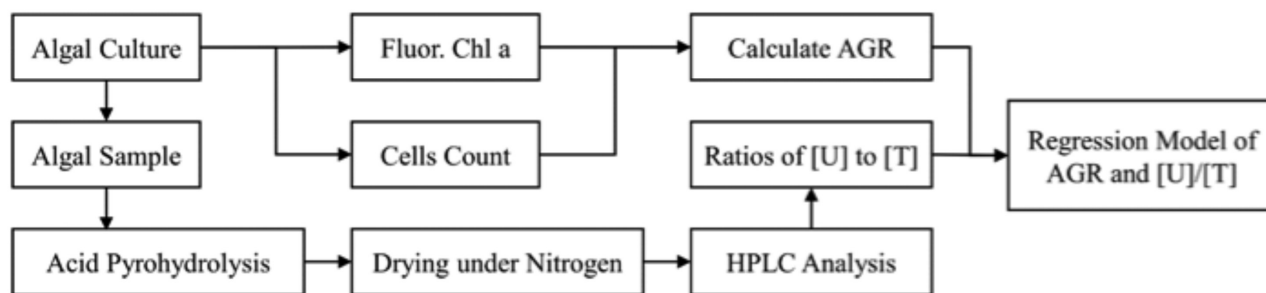 Algal Culture
Fluor. Chl a
Calculate AGR
Algal Sample
Cells Count
Ratios of [U] to [T]
Regression Model of
AGR and [U]/[T]
Acid Pyrohydrolysis
Drying under Nitrogen
HPLC Analysis